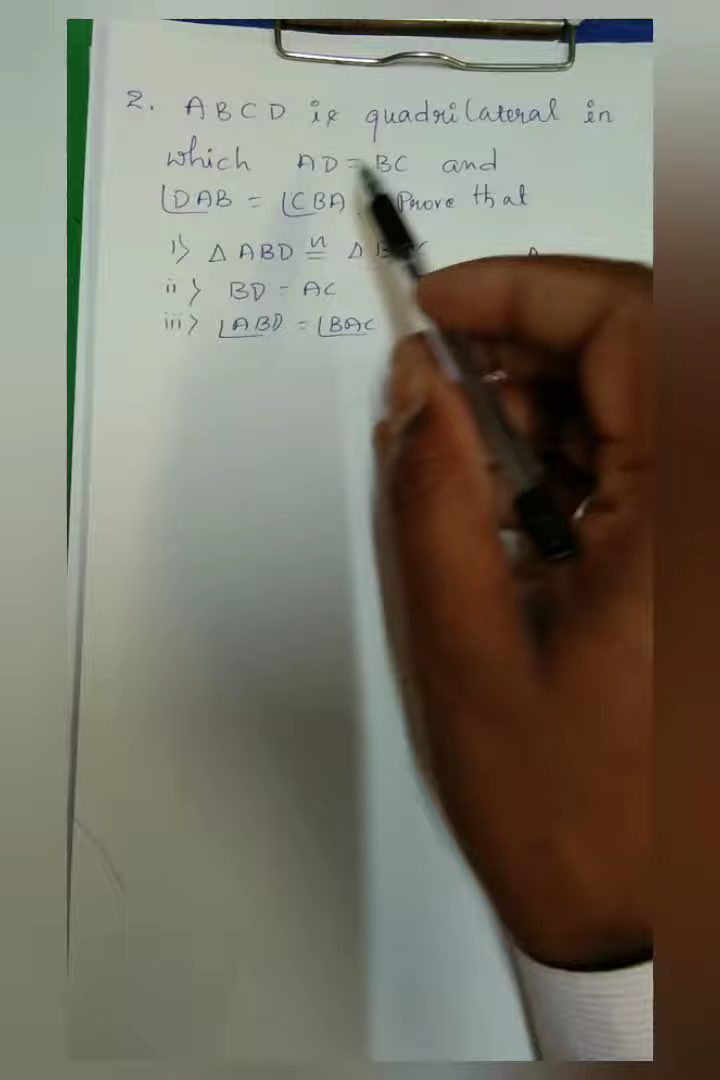 2. ABCD is quadrilateral in
which AD = BC and
∠DAB = ∠CBA. Prove that
i) △ ABD ≅ △ B
ii) BD = AC
iii) ∠ABD = ∠BAC